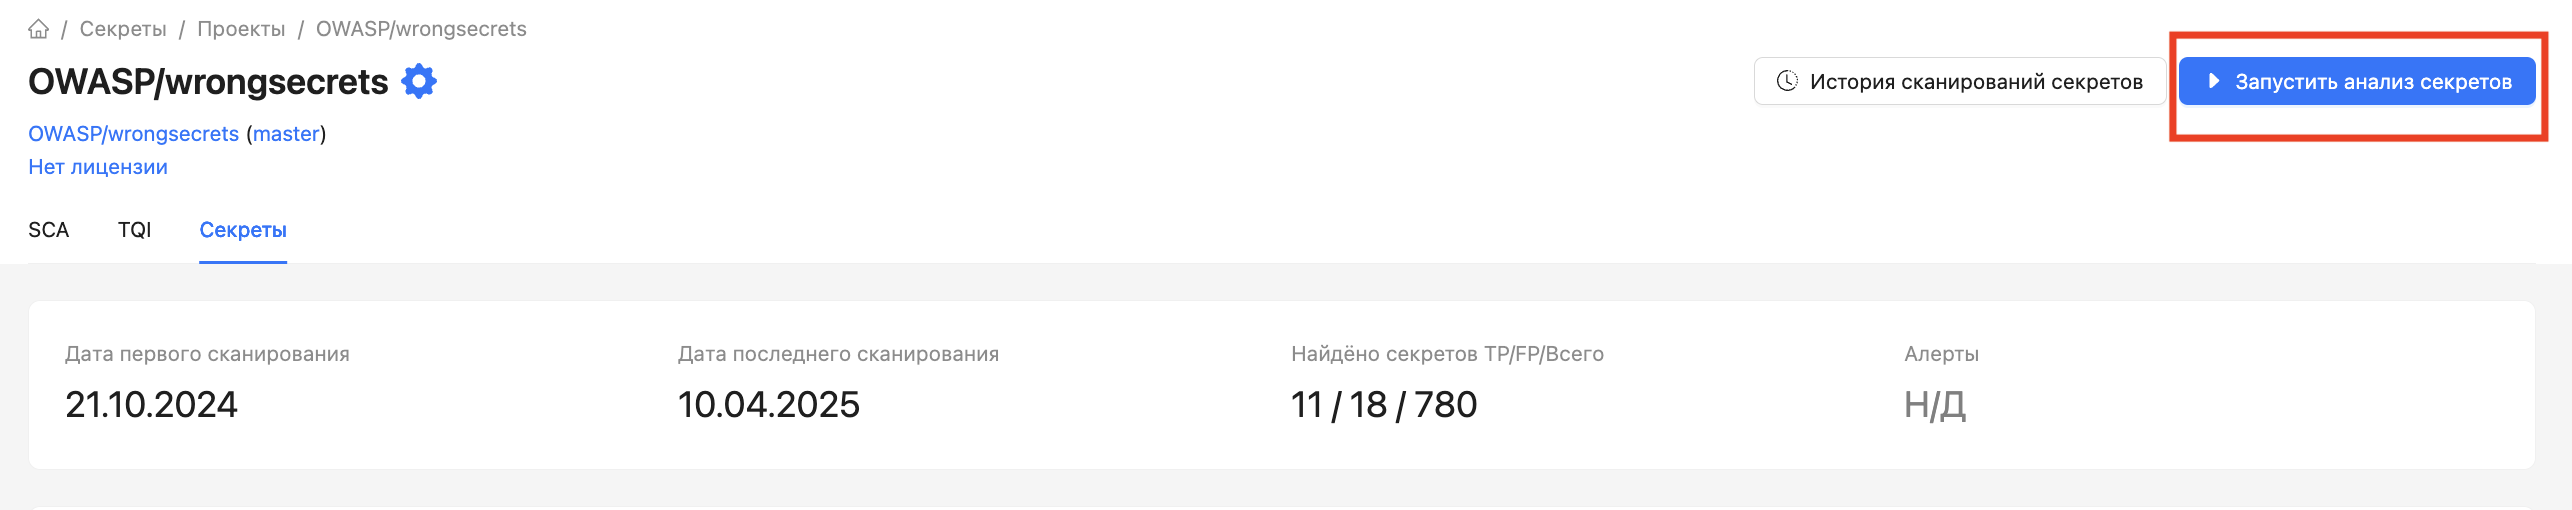 / Секреты / Проекты / OWASP/wrongsecrets
OWASP/wrongsecrets
История сканирований секретов
Запустить анализ секретов
OWASP/wrongsecrets (master)
Нет лицензии
SCA TQI Секреты
Дата первого сканирования
21.10.2024
Дата последнего сканирования
10.04.2025
Найдёно секретов TP/FP/Всего
11 / 18 / 780
Алерты
Н/Д